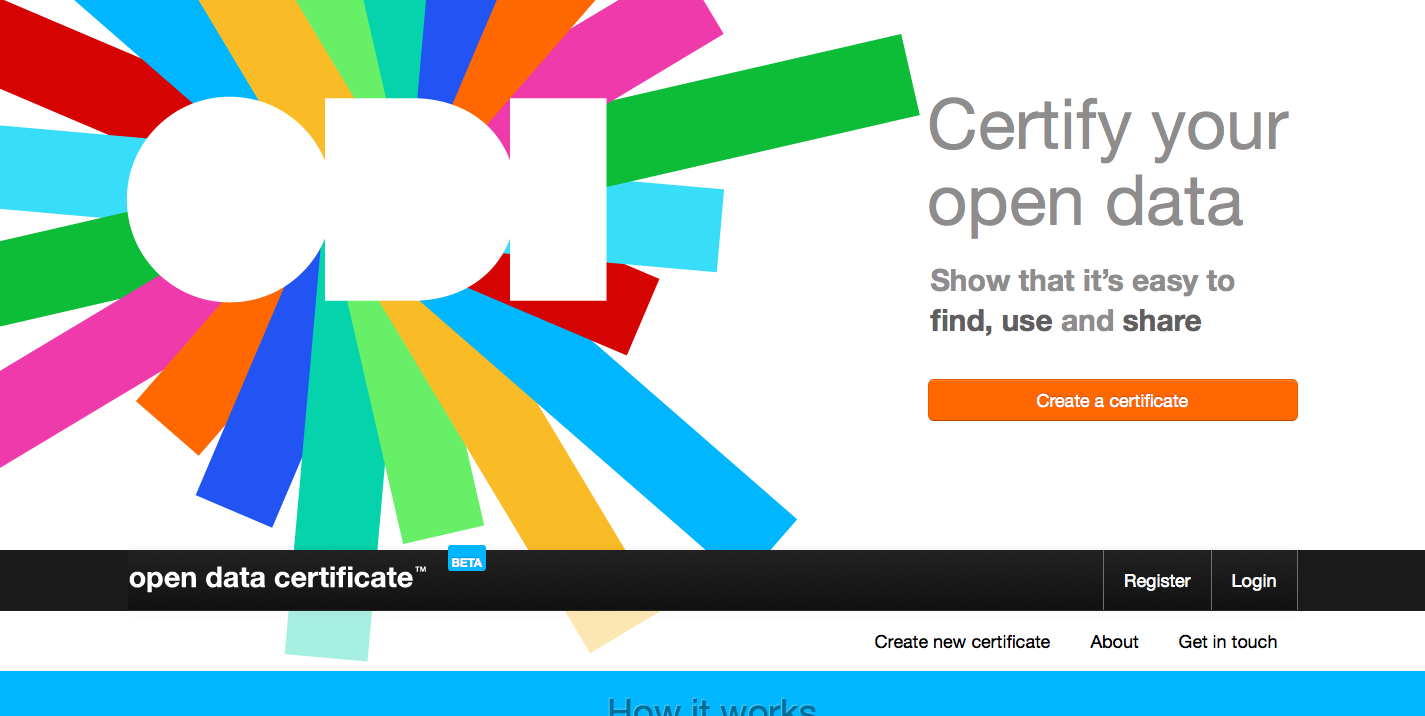 ODI
Certify your
open data
Show that it's easy to
find, use and share
Create a certificate
open data certificate™
BETA
Register
Login
Create new certificate
About
Get in touch
How it works